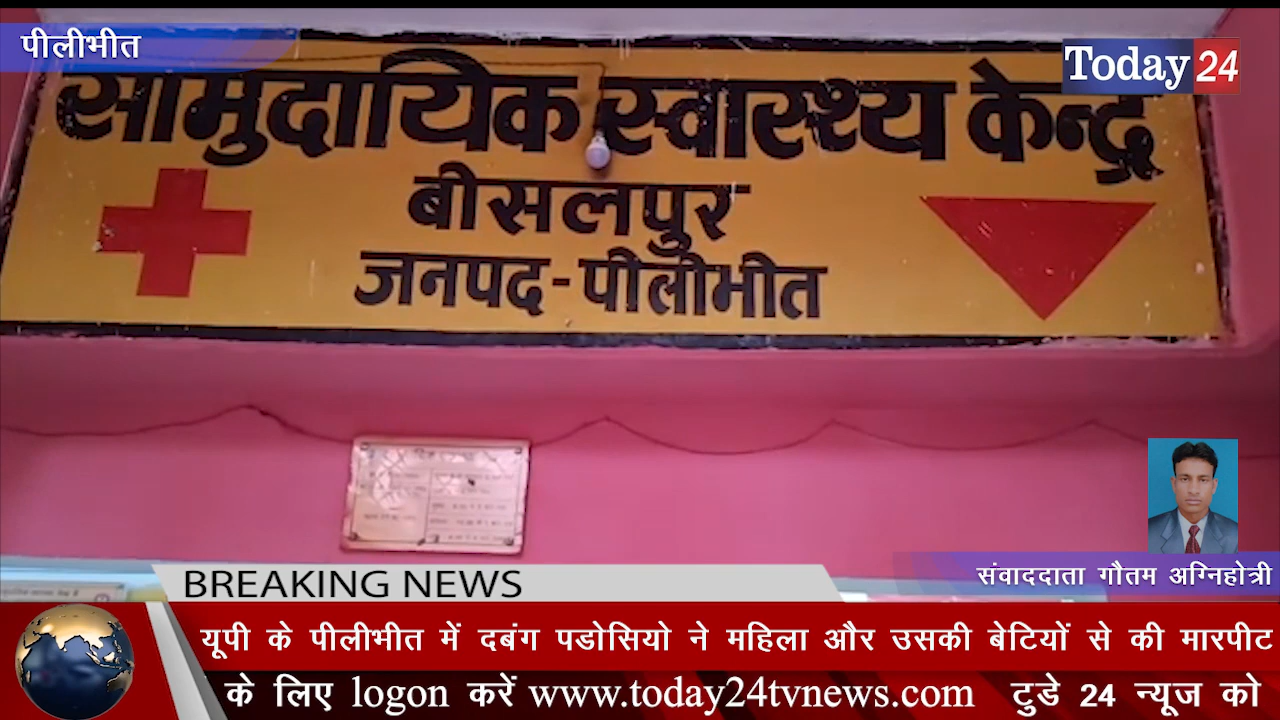 पीलीभीत
Today 24
सामुदायिक स्वास्थ्य केन्द्र
बीसलपुर
जनपद-पीलीभीत
संवाददाता गौतम अग्निहोत्री
BREAKING NEWS
यूपी के पीलीभीत में दबंग पडोसियो ने महिला और उसकी बेटियों से की मारपीट
के लिए logon करें www.today24tvnews.com टुडे 24 न्यूज को